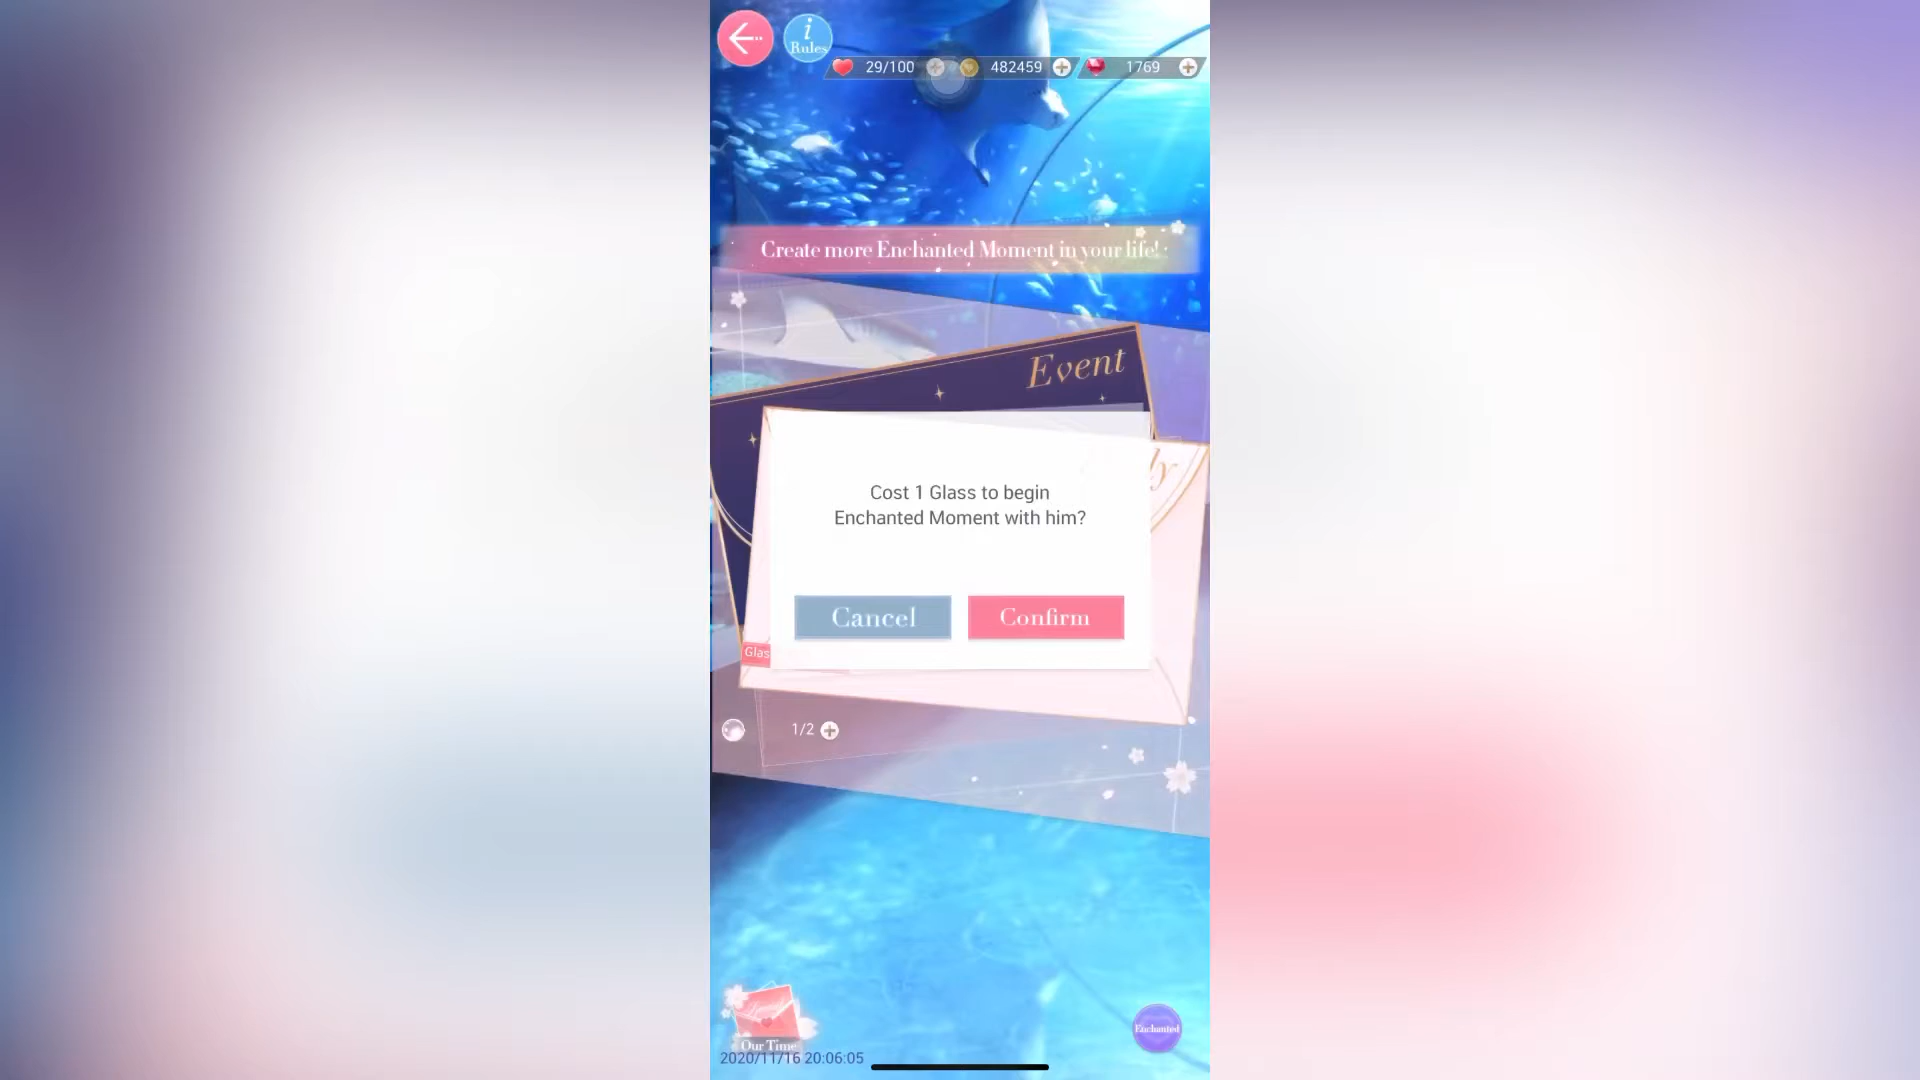 Rules
29/100
482459
1769
Create more Enchanted Moment in your life!
Event
Cost 1 Glass to begin
Enchanted Moment with him?
Cancel
Confirm
Glas
1/2
Our Time
Enchanted
2020/11/16 20:06:05